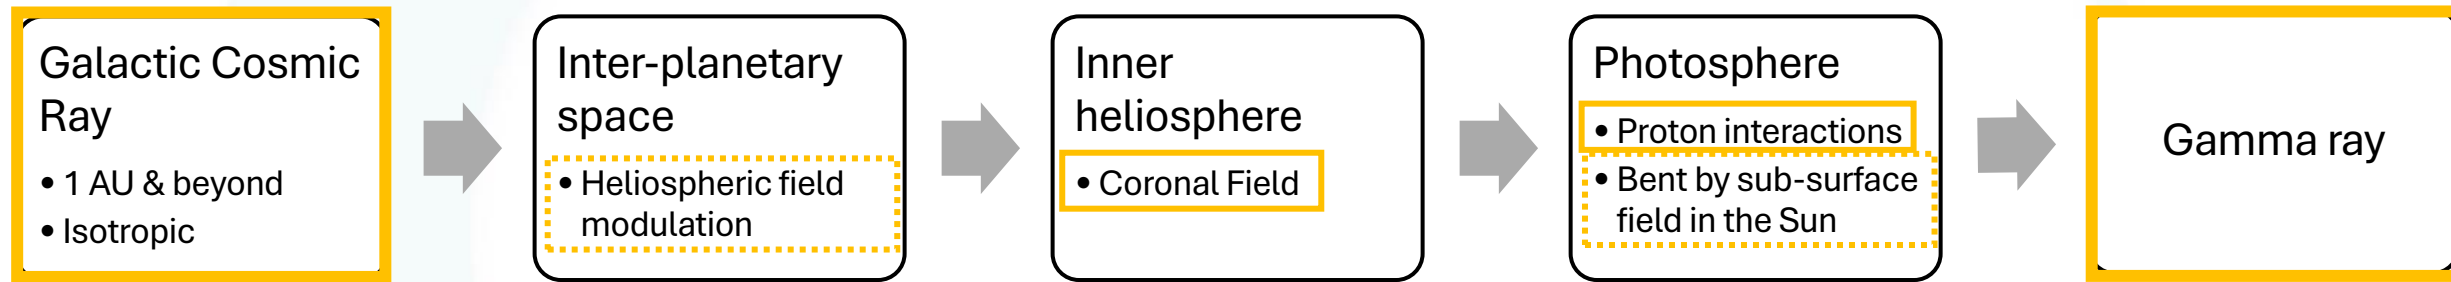 Galactic Cosmic
Ray
• 1 AU & beyond
• Isotropic
Inter-planetary
space
• Heliospheric field
modulation
Inner
heliosphere
• Coronal Field
Photosphere
• Proton interactions
• Bent by sub-surface
field in the Sun
Gamma ray